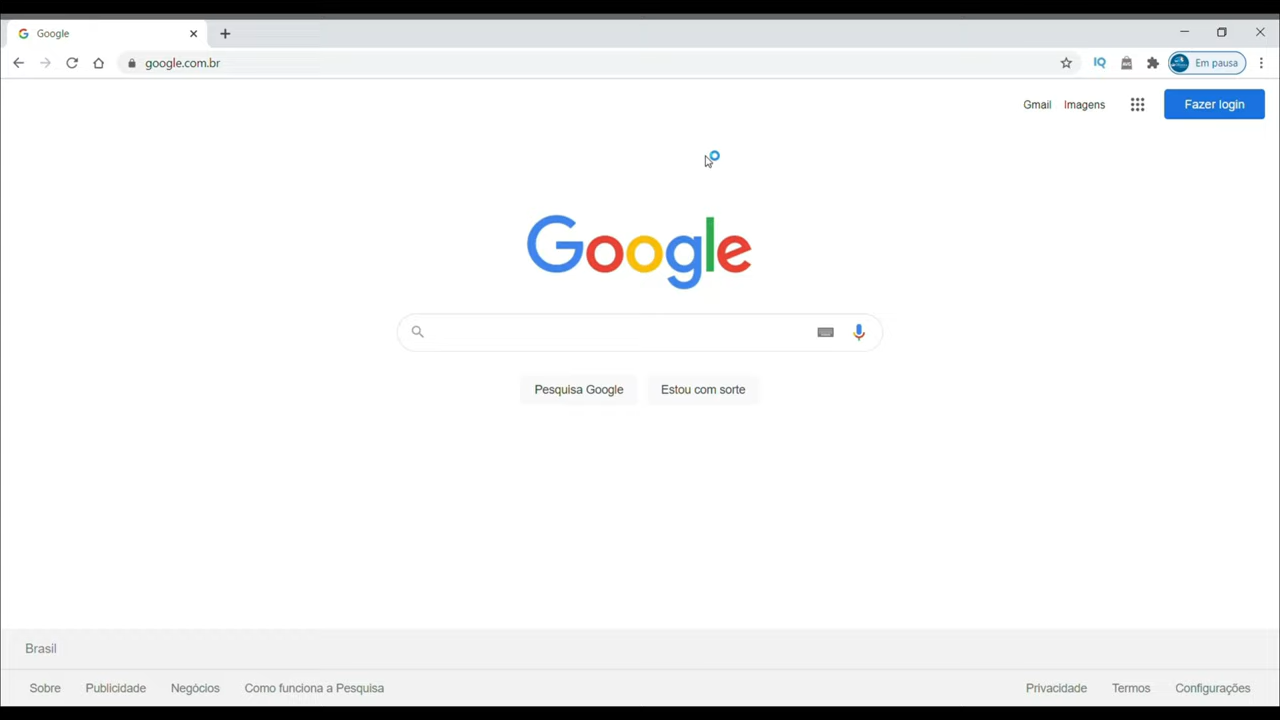 Google
google.com.br
IQ
Em pausa
Gmail
Imagens
Fazer login
Google
Pesquisa Google
Estou com sorte
Brasil
Sobre
Publicidade
Negócios
Como funciona a Pesquisa
Privacidade
Termos
Configurações